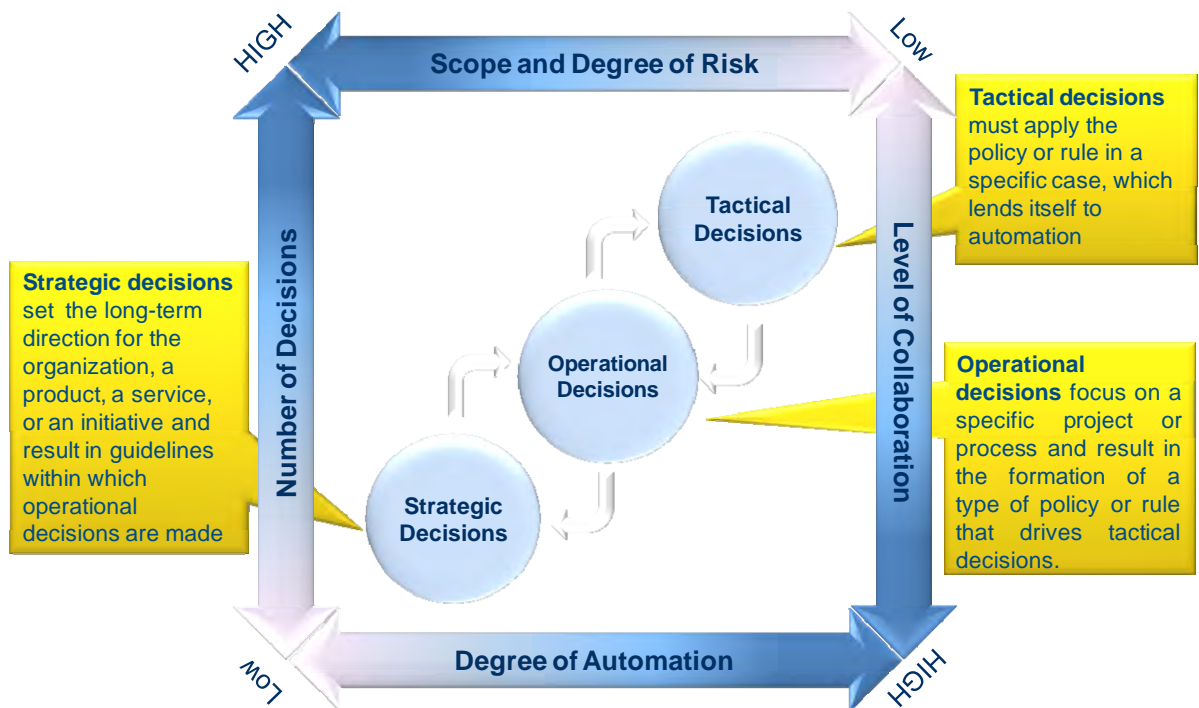 HIGH
Scope and Degree of Risk
Low
Tactical decisions
must apply the
policy or rule in a
specific case, which
lends itself to
automation
Tactical
Decisions
Number of Decisions
Level of Collaboration
Strategic decisions
set the long-term
direction for the
organization, a
product, a service,
or an initiative and
result in guidelines
within which
operational
decisions are made
Operational
Decisions
Operational
decisions focus on a
specific project or
process and result in
the formation of a
type of policy or rule
that drives tactical
decisions.
Strategic
Decisions
Low
Degree of Automation
HIGH